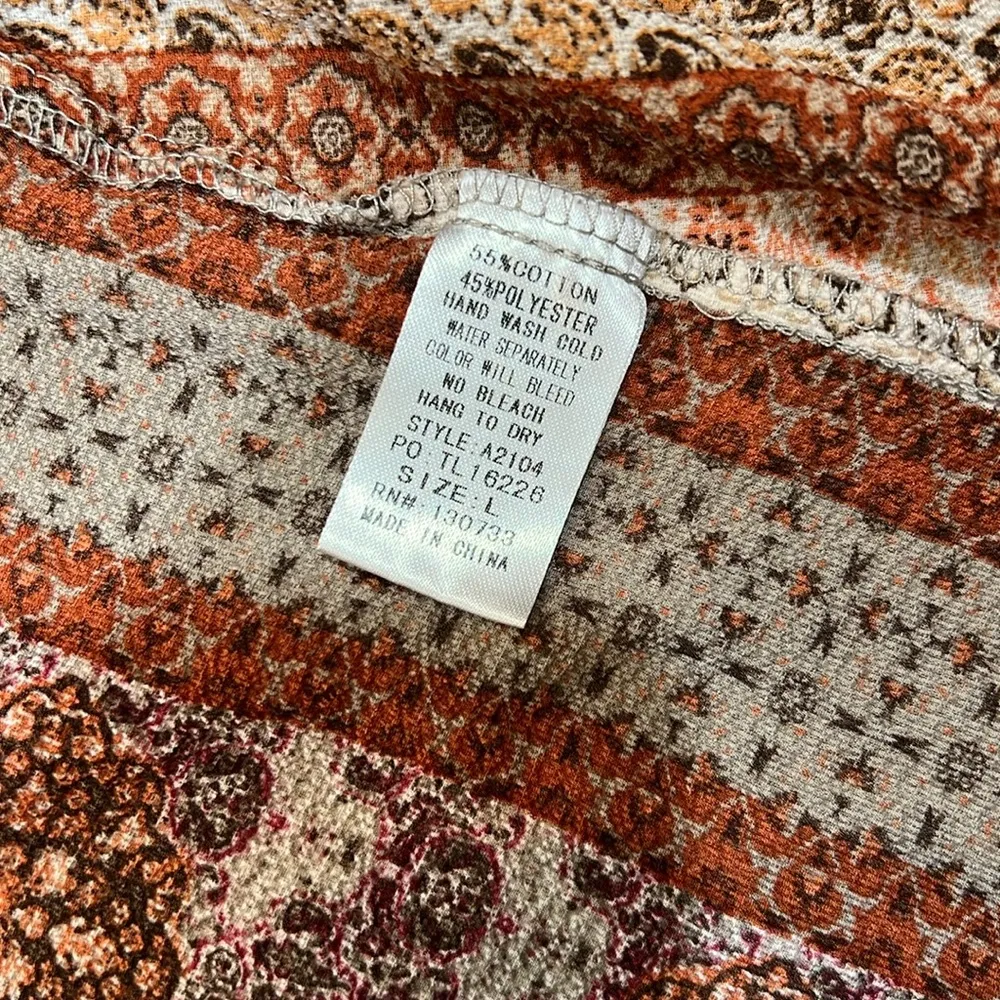 55%COTTON
45%POLYESTER
HAND WASH COLD
WATER SEPARATELY
COLOR WILL BLEED
NO BLEACH
HANG TO DRY
STYLE:A2104
PO:TL16226
SIZE:L
RN#:130733
MADE IN CHINA